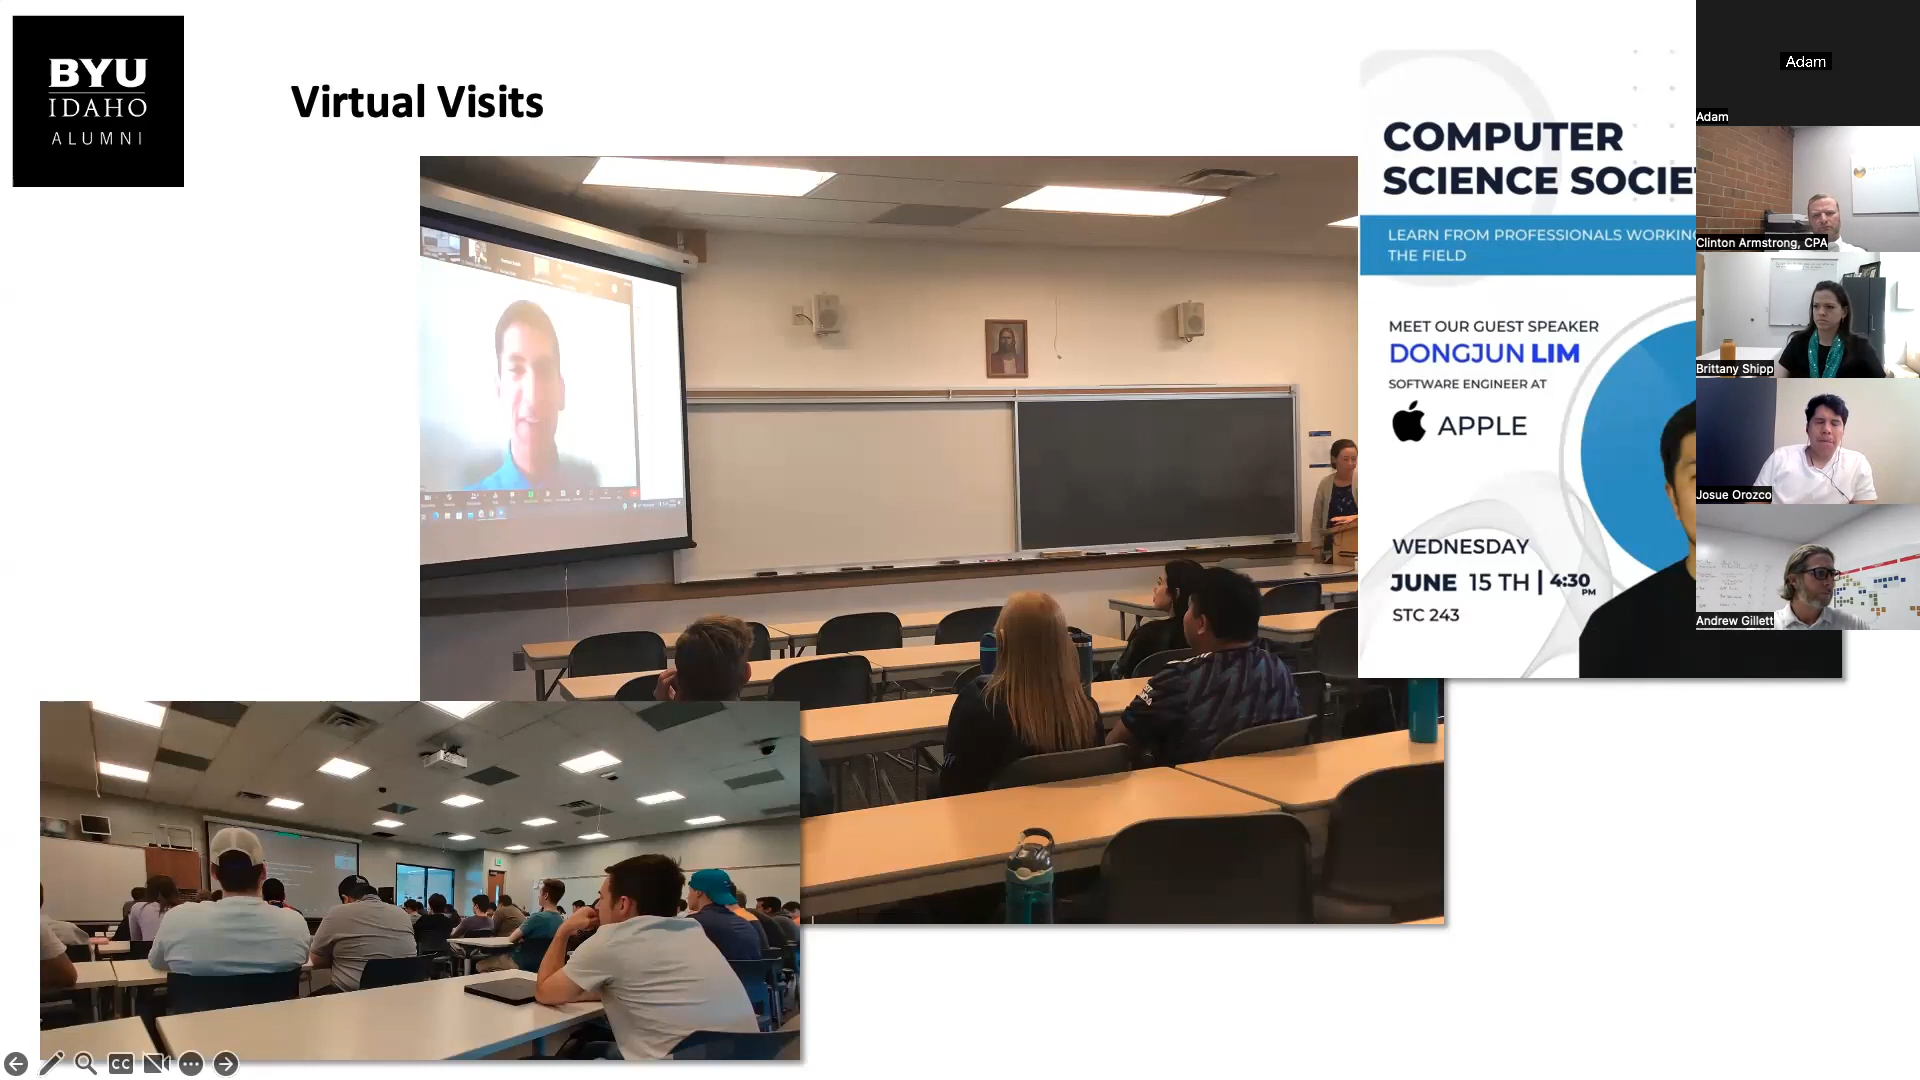 BYU
IDAHO
ALUMNI
Virtual Visits
COMPUTER
SCIENCE SOCIE
LEARN FROM PROFESSIONALS WORKING
THE FIELD
MEET OUR GUEST SPEAKER
DONGJUN LIM
SOFTWARE ENGINEER AT
APPLE
WEDNESDAY
JUNE 15 TH | 4:30
PM
STC 243
Adam
Adam
Clinton Armstrong, CPA
Brittany Shipp
Josue Orozco
Andrew Gillett
CC